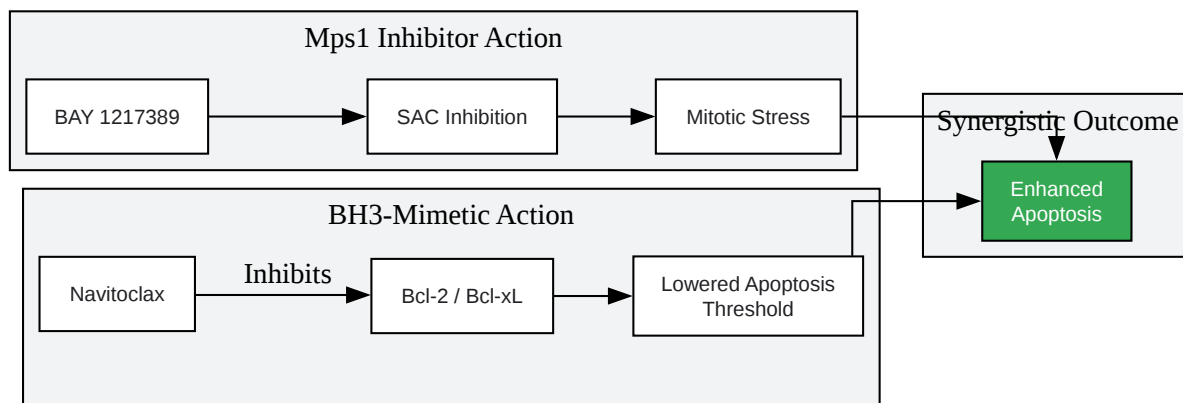 Mps1 Inhibitor Action
BAY 1217389
SAC Inhibition
Mitotic Stress
Synergistic Outcome
Enhanced
Apoptosis
BH3-Mimetic Action
Navitoclax
Inhibits
Bcl-2 / Bcl-xL
Lowered Apoptosis
Threshold